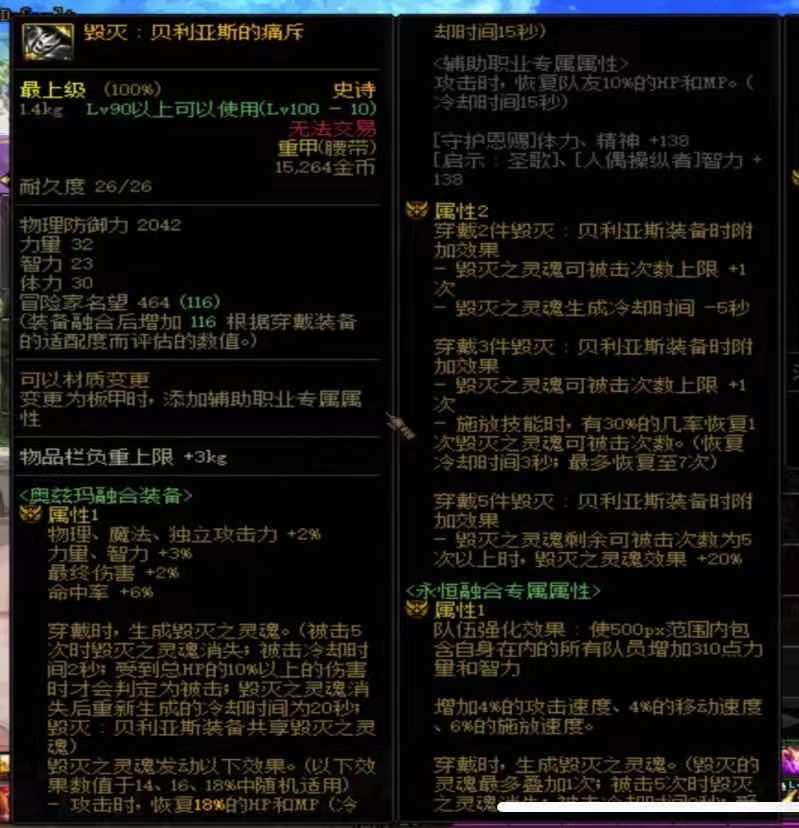 毁灭：贝利亚斯的痛斥
最上级 (100%)
史诗
1.4kg Lv90以上可以使用(Lv100 - 10)
无法交易
重甲(腰带)
15,264金币
耐久度 26/26
物理防御力 2042
力量 32
智力 23
体力 30
冒险家名望 464 (116)
(装备融合后增加 116 根据穿戴装备
的适配度而评估的数值。)
可以材质变更
变更为板甲时，添加辅助职业专属属
性
物品栏负重上限 +3kg
<奥兹玛融合装备>
属性1
物理、魔法、独立攻击力 +2%
力量、智力 +3%
最终伤害 +2%
命中率 +6%
穿戴时，生成毁灭之灵魂。(被击5
次时毁灭之灵魂消失；被击冷却时
间2秒；受到总HP的10%以上的伤害
时才会判定为被击；毁灭之灵魂消
失后重新生成的冷却时间为20秒；
毁灭：贝利亚斯装备共享毁灭之灵
魂)
毁灭之灵魂发动以下效果。(以下效
果数值于14、16、18%中随机适用)
- 攻击时，恢复18%的HP和MP（冷
却时间15秒)
<辅助职业专属属性>
攻击时，恢复队友10%的HP和MP。（
冷却时间15秒)
[守护恩赐]体力、精神 +138
[启示：圣歌]、[人偶操纵者]智力 +
138
属性2
穿戴2件毁灭：贝利亚斯装备时附
加效果
- 毁灭之灵魂可被击次数上限 +1
次
- 毁灭之灵魂生成冷却时间 -5秒
穿戴3件毁灭：贝利亚斯装备时附
加效果
- 毁灭之灵魂可被击次数上限 +1
次
- 施放技能时，有30%的几率恢复1
次毁灭之灵魂可被击次数。(恢复
冷却时间3秒；最多恢复至7次)
穿戴5件毁灭：贝利亚斯装备时附
加效果
- 毁灭之灵魂剩余可被击次数为5
次以上时，毁灭之灵魂效果 +20%
<永恒融合专属属性>
属性1
队伍强化效果：使500px范围内包
含自身在内的所有队员增加310点力
量和智力
增加4%的攻击速度、4%的移动速度
、6%的施放速度。
穿戴时，生成毁灭之灵魂。(毁灭的
灵魂最多叠加1次；被击5次时毁灭
之灵魂消失；被击冷却时间2秒；受